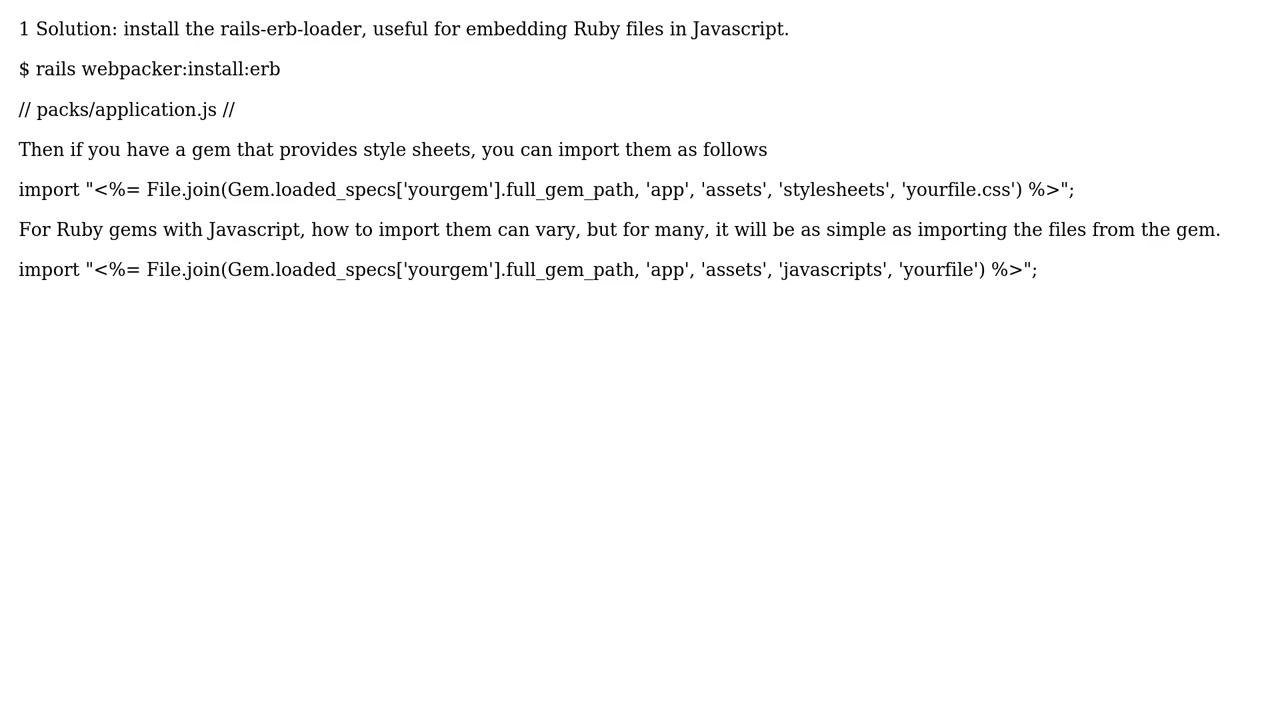 1 Solution: install the rails-erb-loader, useful for embedding Ruby files in Javascript.
$ rails webpacker:install:erb
// packs/application.js //
Then if you have a gem that provides style sheets, you can import them as follows
import "<%= File.join(Gem.loaded_specs['yourgem'].full_gem_path, 'app', 'assets', 'stylesheets', 'yourfile.css') %>";
For Ruby gems with Javascript, how to import them can vary, but for many, it will be as simple as importing the files from the gem.
import "<%= File.join(Gem.loaded_specs['yourgem'].full_gem_path, 'app', 'assets', 'javascripts', 'yourfile') %>";